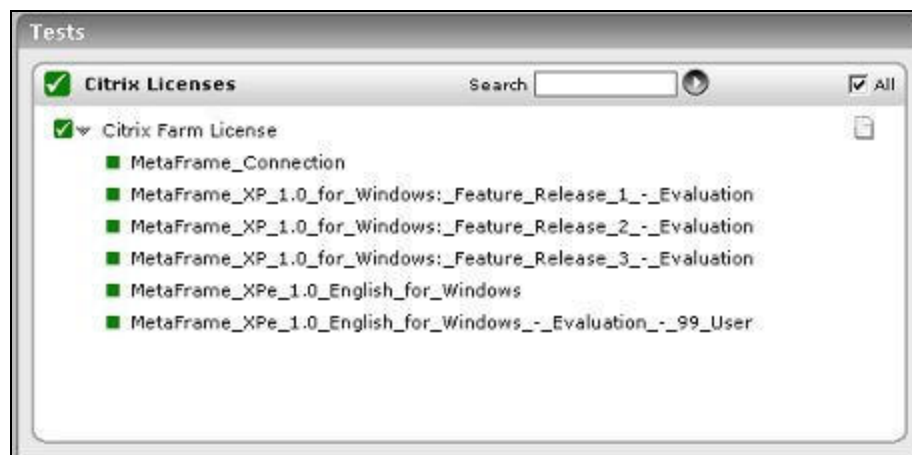 Tests
Citrix Licenses Search All
Citrix Farm License
MetaFrame_Connection
MetaFrame_XP_1.0_for_Windows:_Feature_Release_1_-_Evaluation
MetaFrame_XP_1.0_for_Windows:_Feature_Release_2_-_Evaluation
MetaFrame_XP_1.0_for_Windows:_Feature_Release_3_-_Evaluation
MetaFrame_XPe_1.0_English_for_Windows
MetaFrame_XPe_1.0_English_for_Windows_-_Evaluation_-_99_User